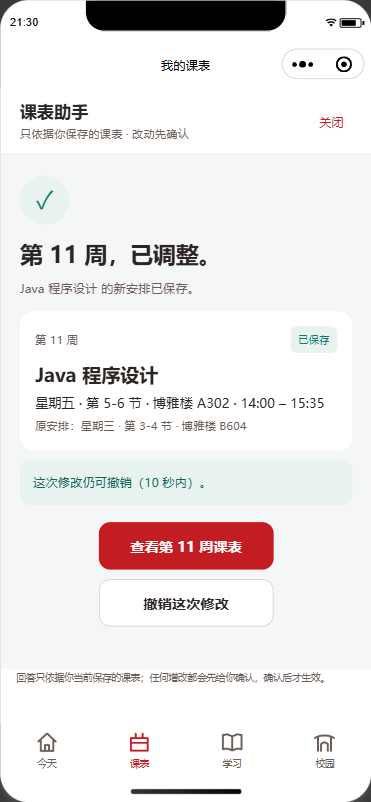 21:30
我的课表
课表助手
只依据你保存的课表 · 改动先确认
关闭
第 11 周，已调整。
Java 程序设计 的新安排已保存。
第 11 周
已保存
Java 程序设计
星期五 · 第 5-6 节 · 博雅楼 A302 · 14:00 – 15:35
原安排：星期三 · 第 3-4 节 · 博雅楼 B604
这次修改仍可撤销（10 秒内）。
查看第 11 周课表
撤销这次修改
回答只依据你当前保存的课表；任何增改都会先给你确认，确认后才生效。
今天
课表
学习
校园